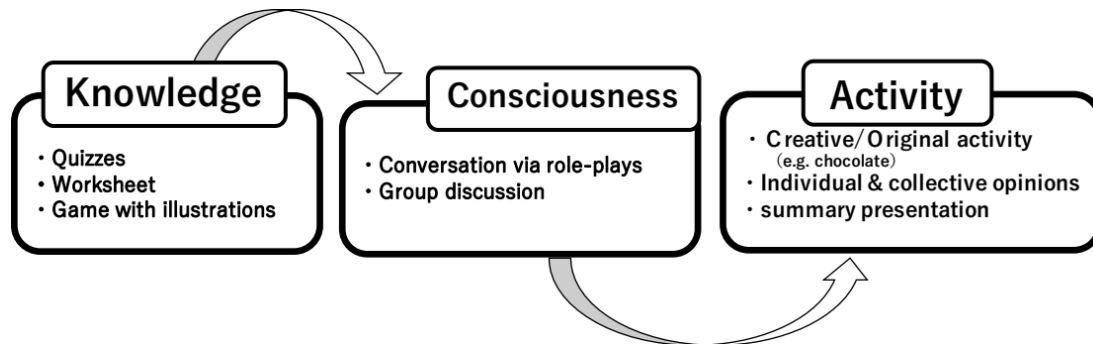 Knowledge
・Quizzes
・Worksheet
・Game with illustrations
Consciousness
・Conversation via role-plays
・Group discussion
Activity
・Creative/Original activity
（e.g. chocolate）
・Individual & collective opinions
・summary presentation